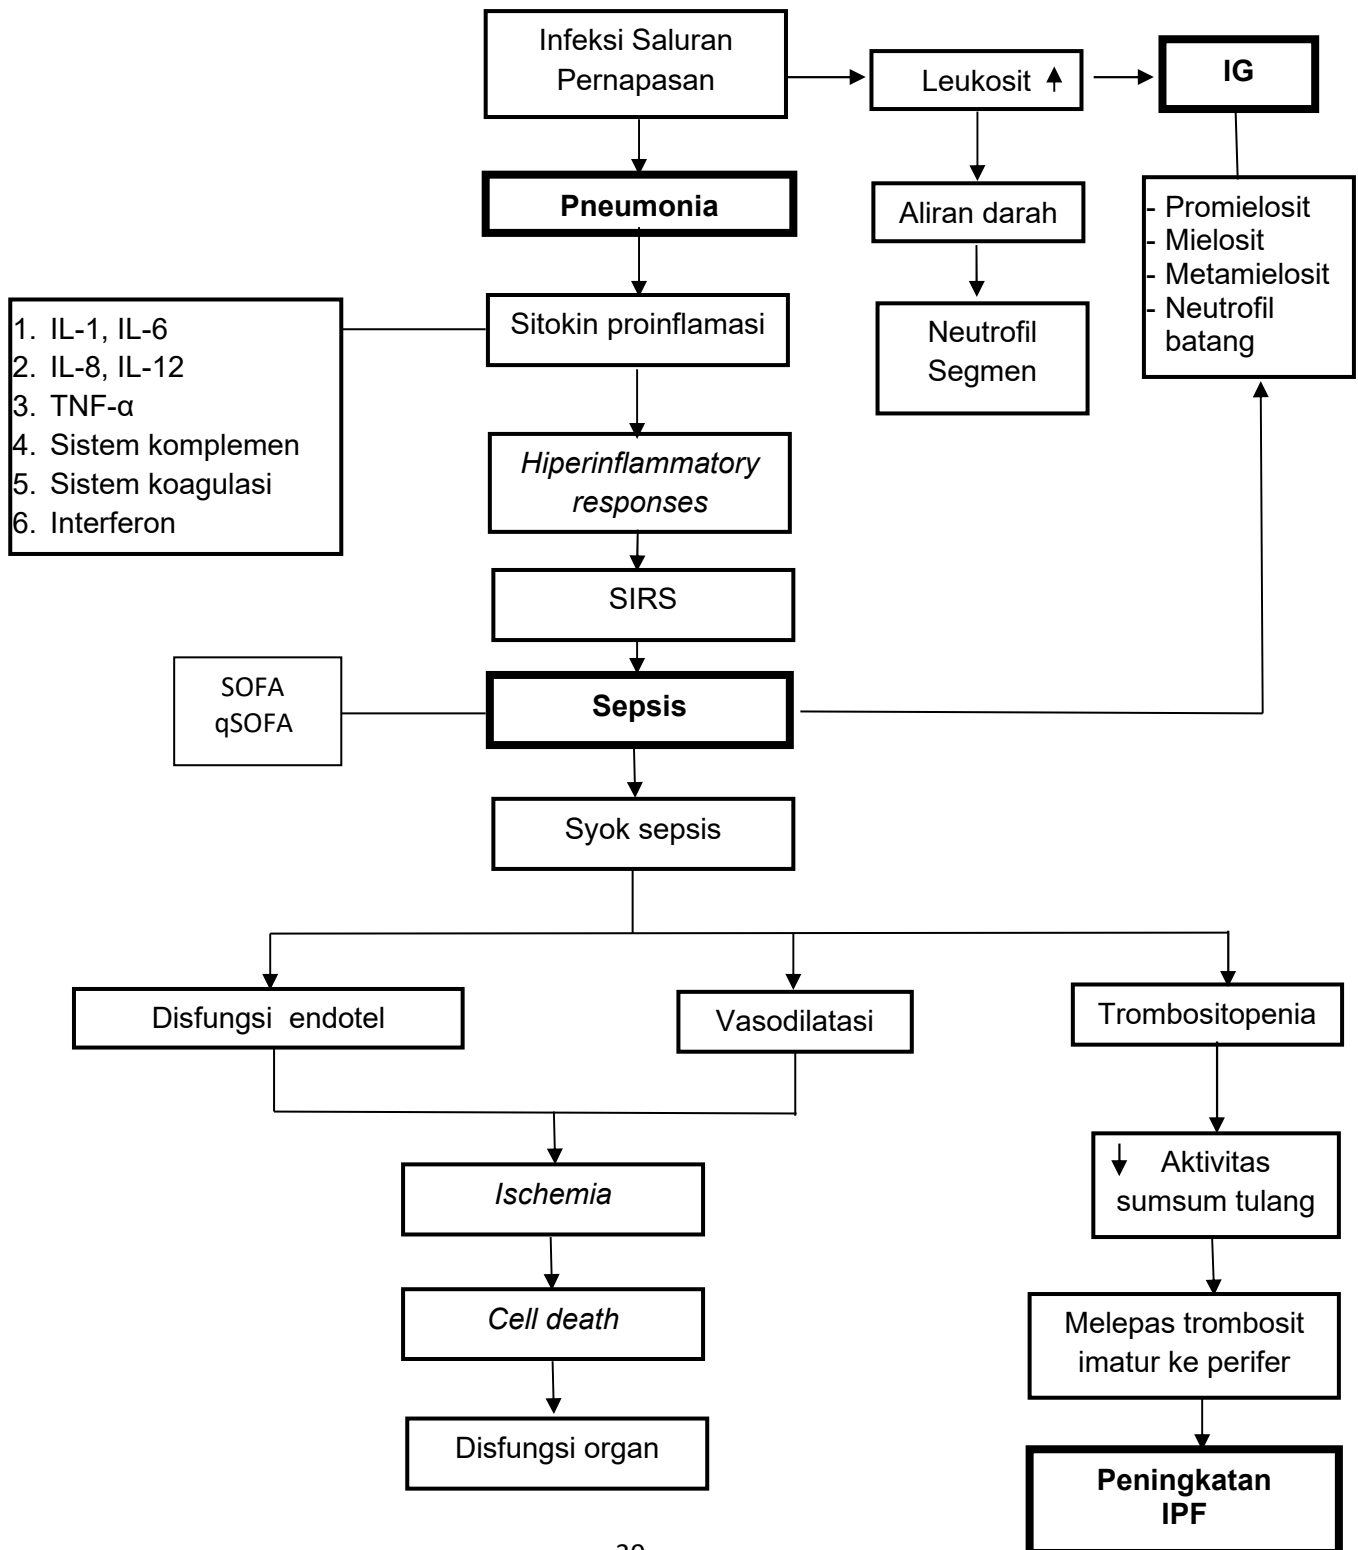 Infeksi Saluran
Pernapasan
Leukosit
IG
Pneumonia
Aliran darah
- Promielosit
- Mielosit
- Metamielosit
- Neutrofil
batang
1. IL-1, IL-6
2. IL-8, IL-12
3. TNF-α
4. Sistem komplemen
5. Sistem koagulasi
6. Interferon
Sitokin proinflamasi
Neutrofil
Segmen
Hiperinflammatory
responses
SIRS
SOFA
qSOFA
Sepsis
Syok sepsis
Disfungsi endotel
Vasodilatasi
Trombositopenia
Aktivitas
sumsum tulang
Ischemia
Cell death
Melepas trombosit
imatur ke perifer
Disfungsi organ
Peningkatan
IPF